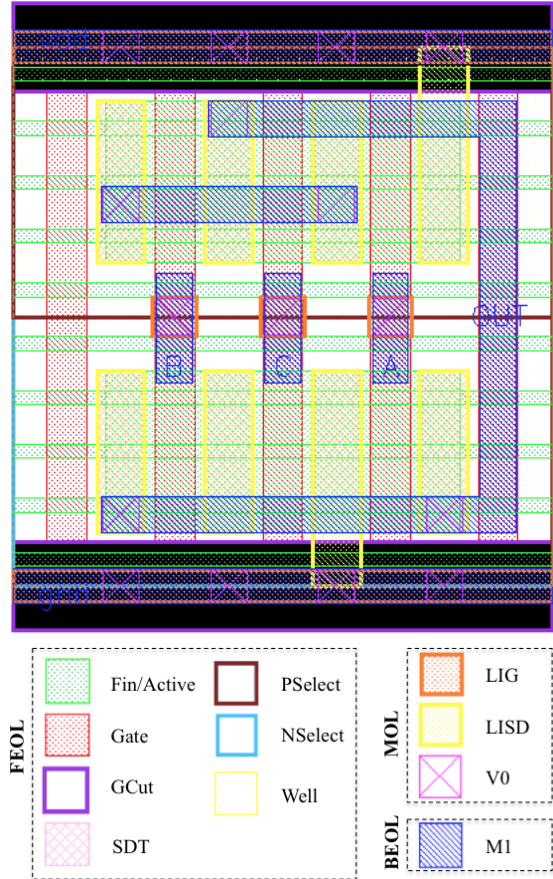 vdd
OUT
B C A
gnd
FEOL
Fin/Active
PSelect
Gate
NSelect
GCut
Well
SDT
MOL
LIG
LISD
V0
BEOL
M1